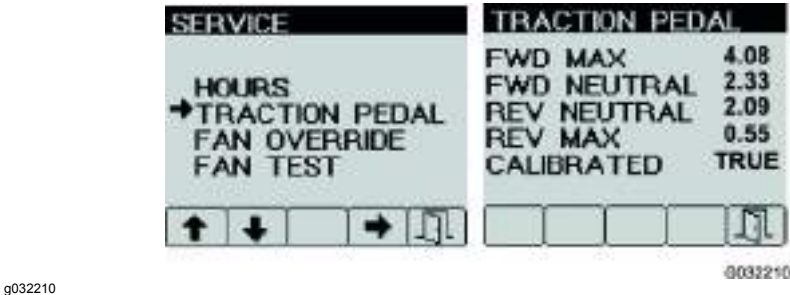 SERVICE
HOURS
TRACTION PEDAL
FAN OVERRIDE
FAN TEST
TRACTION PEDAL
FWD MAX 4.08
FWD NEUTRAL 2.33
REV NEUTRAL 2.09
REV MAX 0.55
CALIBRATED TRUE
G032210
g032210